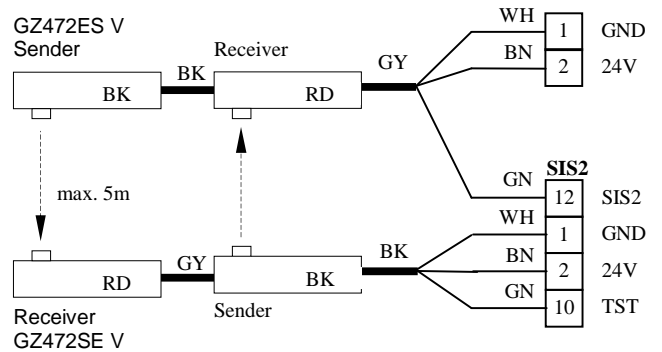 GZ472ES V
Sender
Receiver
BK
BK
RD
GY
WH
1
GND
BN
2
24V
max. 5m
SIS2
GN
12
SIS2
WH
1
GND
BN
2
24V
GN
10
TST
RD
GY
BK
BK
Sender
Receiver
GZ472SE V